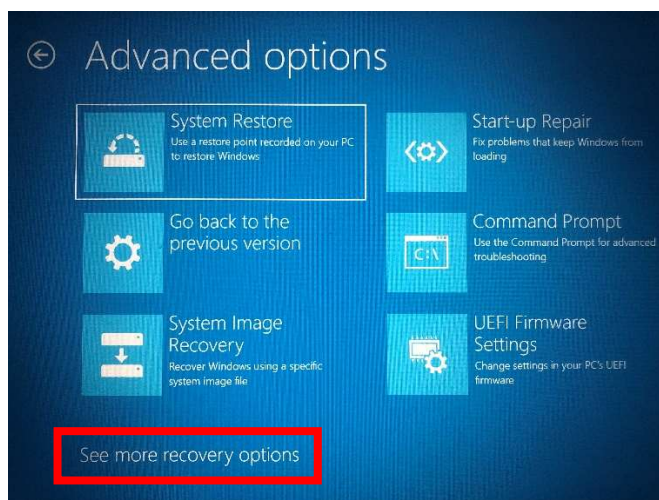 Advanced options
System Restore
Use a restore point recorded on your PC
to restore Windows
Start-up Repair
Fix problems that keep Windows from
loading
Go back to the
previous version
Command Prompt
Use the Command Prompt for advanced
troubleshooting
C:\
System Image
Recovery
Recover Windows using a specific
system image file
UEFI Firmware
Settings
Change settings in your PC's UEFI
firmware
See more recovery options